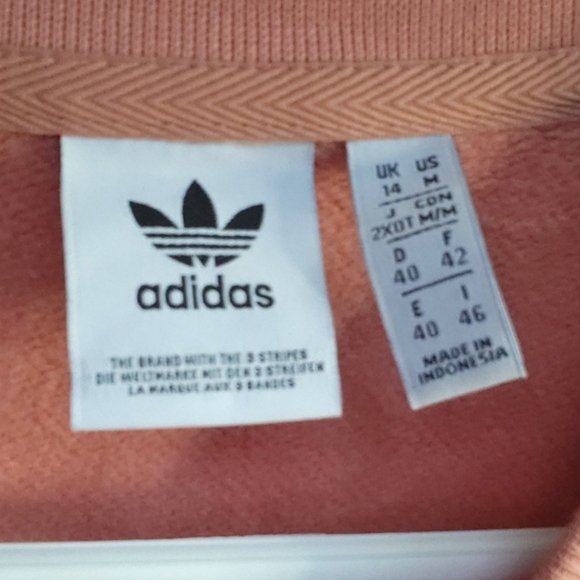 adidas
THE BRAND WITH THE 3 STRIPES
DIE WELTMARKE MIT DEN 3 STREIFEN
LA MARQUE AUX 3 BANDES
UK US
14 M
J CDN
2XOT M/M
D F
40 42
E I
40 46
MADE IN
INDONESIA